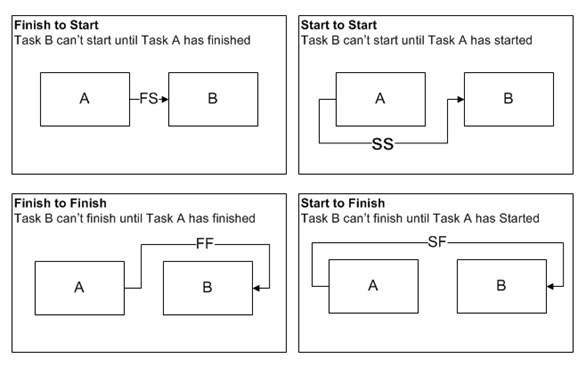 Finish to Start
Task B can't start until Task A has finished
A
FS
B
Start to Start
Task B can't start until Task A has started
A
B
SS
Finish to Finish
Task B can't finish until Task A has finished
FF
A
B
Start to Finish
Task B can't finish until Task A has Started
SF
A
B